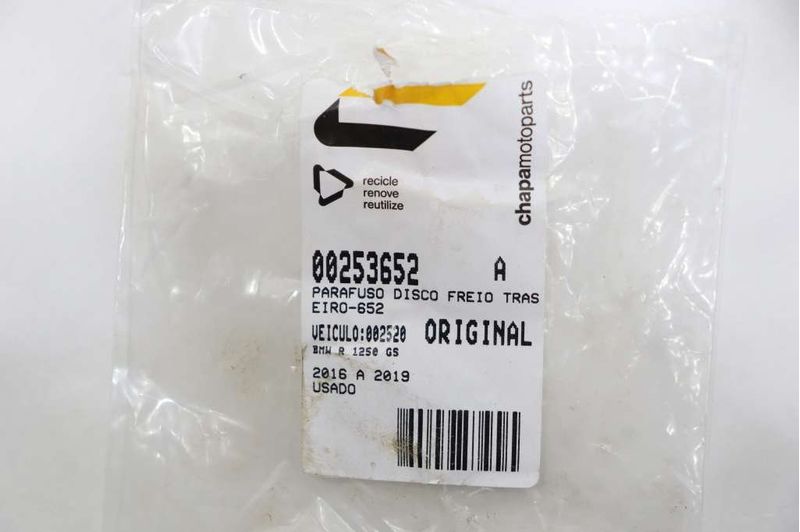 chapamotoparts
recicle
renove
reutilize
00253652 A
PARAFUSO DISCO FREIO TRAS
EIRO-652
VEICULO:002520 ORIGINAL
BMW R 1250 GS
2016 A 2019
USADO